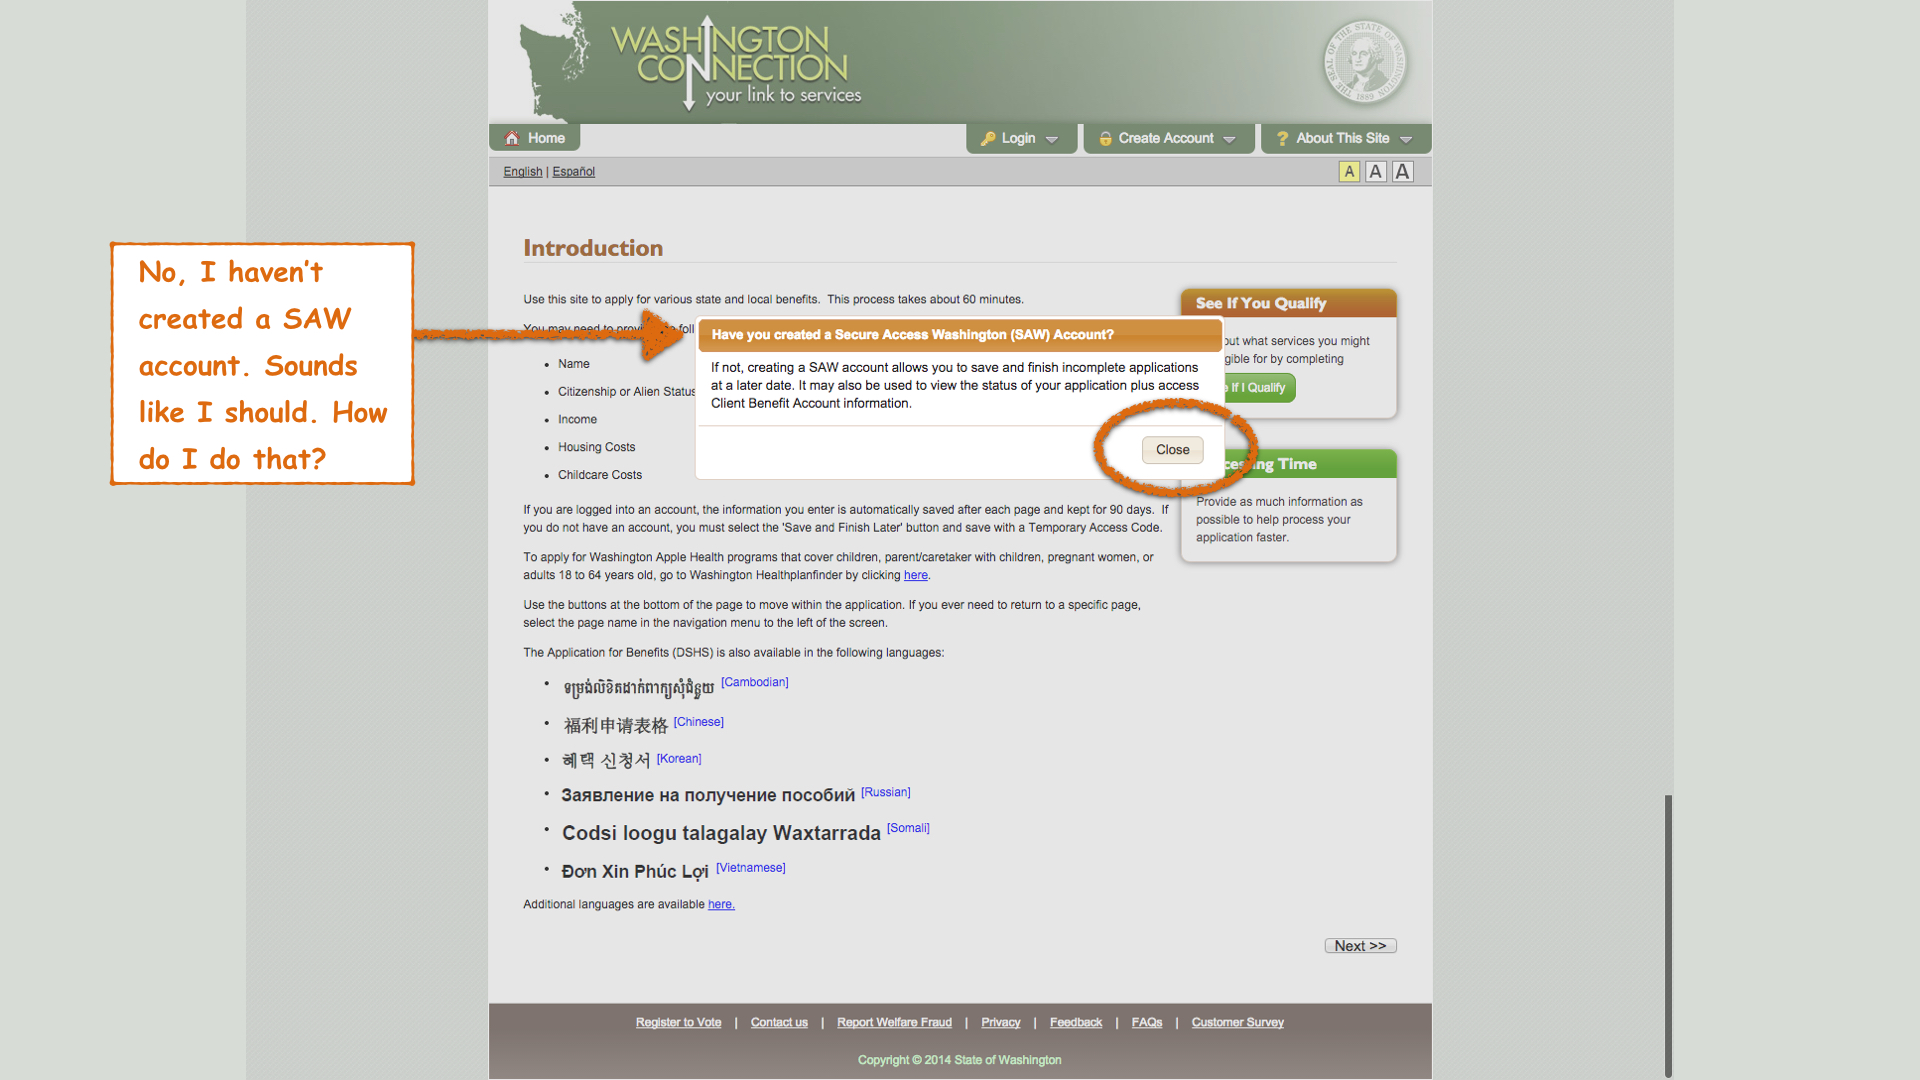 WASHINGTON
CONNECTION
your link to services
THE SEAL OF THE STATE OF WASHINGTON
1889
Home
Login
Create Account
About This Site
English | Español
A A A
No, I haven't
created a SAW
account. Sounds
like I should. How
do I do that?
Introduction
Use this site to apply for various state and local benefits. This process takes about 60 minutes.
You may need to provi foll
• Name
• Citizenship or Alien Status
• Income
• Housing Costs
• Childcare Costs
Have you created a Secure Access Washington (SAW) Account?
If not, creating a SAW account allows you to save and finish incomplete applications
at a later date. It may also be used to view the status of your application plus access
Client Benefit Account information.
Close
See If You Qualify
out what services you might
gible for by completing
If I Qualify
cessing Time
Provide as much information as
possible to help process your
application faster.
If you are logged into an account, the information you enter is automatically saved after each page and kept for 90 days. If
you do not have an account, you must select the 'Save and Finish Later' button and save with a Temporary Access Code.
To apply for Washington Apple Health programs that cover children, parent/caretaker with children, pregnant women, or
adults 18 to 64 years old, go to Washington Healthplanfinder by clicking here.
Use the buttons at the bottom of the page to move within the application. If you ever need to return to a specific page,
select the page name in the navigation menu to the left of the screen.
The Application for Benefits (DSHS) is also available in the following languages:
• ទម្រង់លិខិតដាក់ពាក្យសុំជំនួយ [Cambodian]
• 福利申请表格 [Chinese]
• 혜택 신청서 [Korean]
• Заявление на получение пособий [Russian]
• Codsi loogu talagalay Waxtarrada [Somali]
• Đơn Xin Phúc Lợi [Vietnamese]
Additional languages are available here.
Next >>
Register to Vote | Contact us | Report Welfare Fraud | Privacy | Feedback | FAQs | Customer Survey
Copyright © 2014 State of Washington